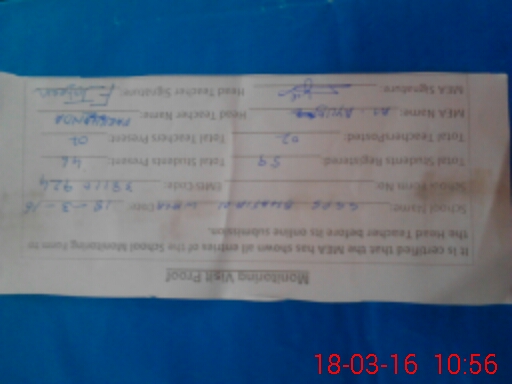 Monitoring Visit Proof
It is certified that the MEA has shown all entries of the School Monitoring Form to
the Head Teacher before its online submission.
School Name: GGPS Date: 18-3-16
School Form No: EMIS Code:
Total Students Registered: 59 Total Students Present: 46
Total TeachersPosted: 02 Total Teachers Present: 02
MEA Name: Head Teacher Name:
MEA Signature: Head Teacher Signature:
18-03-16 10:56